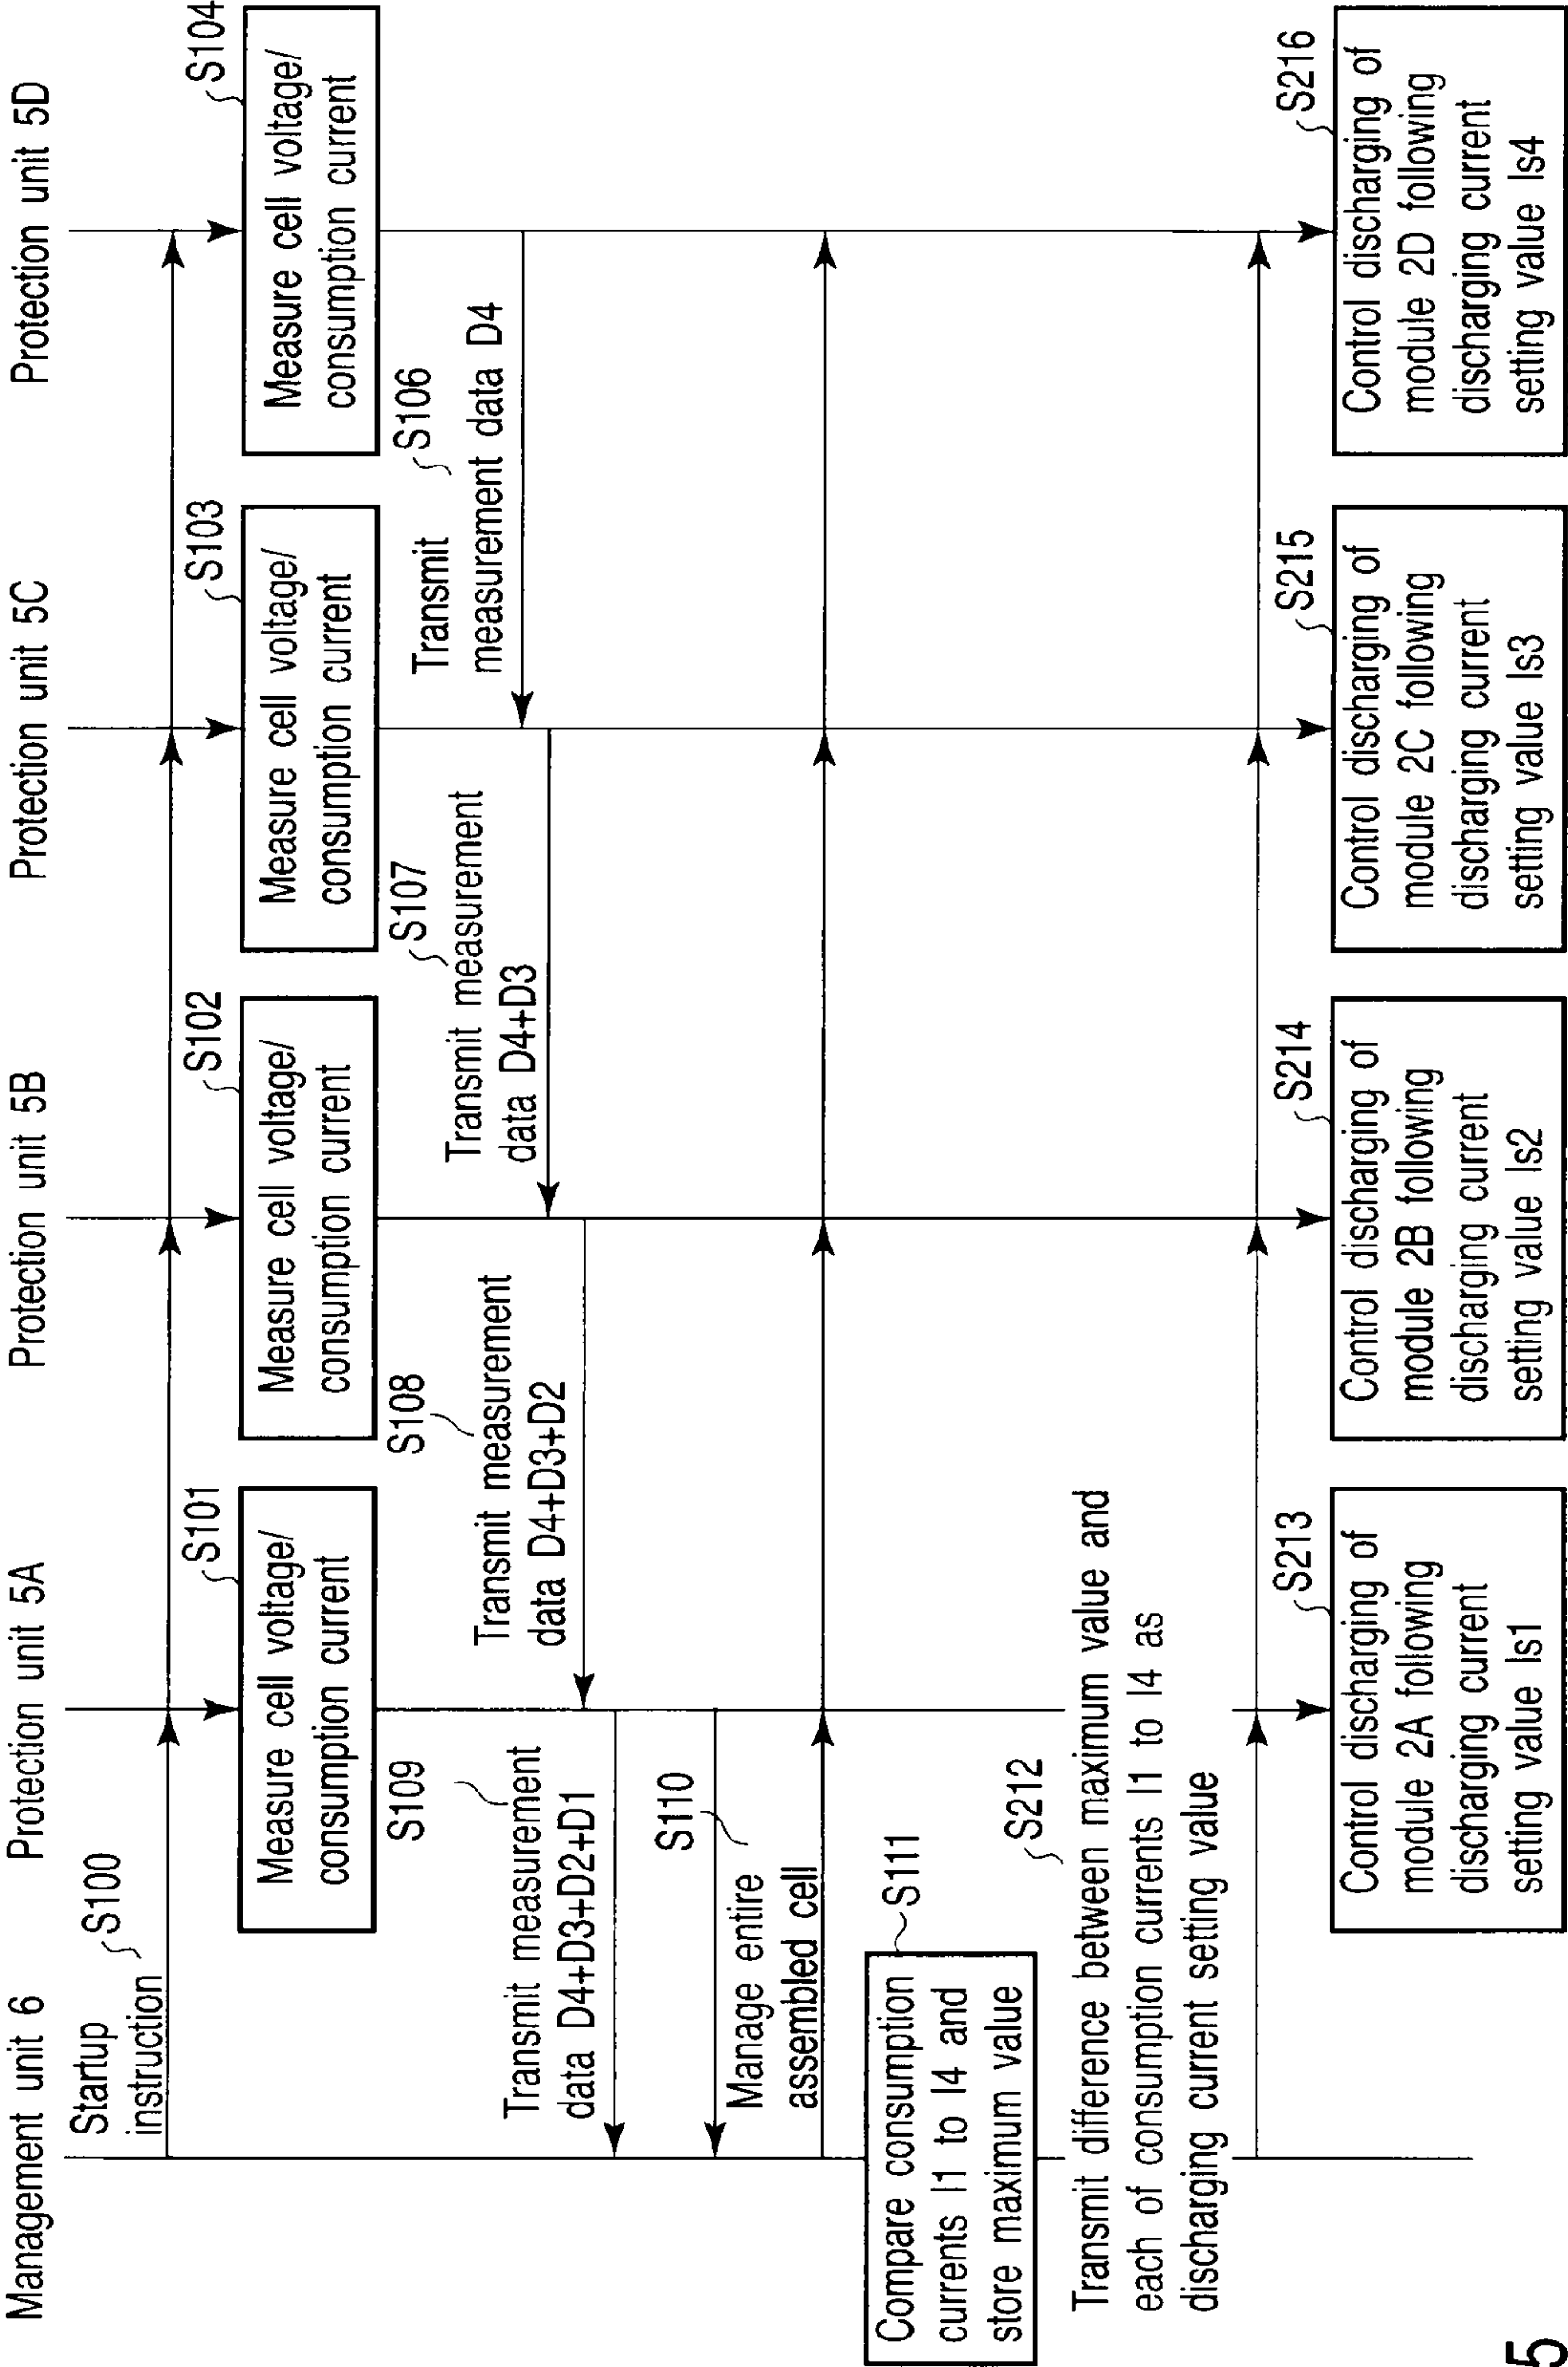 Management unit 6
Protection unit 5A
Protection unit 5B
Protection unit 5C
Protection unit 5D
Startup
instruction
S100
S101
Measure cell voltage/
consumption current
S102
Measure cell voltage/
consumption current
S103
Measure cell voltage/
consumption current
S104
Measure cell voltage/
consumption current
S106
Transmit
measurement data D4
S107
Transmit measurement
data D4+D3
S108
Transmit measurement
data D4+D3+D2
S109
Transmit measurement
data D4+D3+D2+D1
S110
Manage entire
assembled cell
S111
Compare consumption
currents I1 to I4 and
store maximum value
S212
Transmit difference between maximum value and
each of consumption currents I1 to I4 as
discharging current setting value
S213
Control discharging of
module 2A following
discharging current
setting value Is1
S214
Control discharging of
module 2B following
discharging current
setting value Is2
S215
Control discharging of
module 2C following
discharging current
setting value Is3
S216
Control discharging of
module 2D following
discharging current
setting value Is4
5